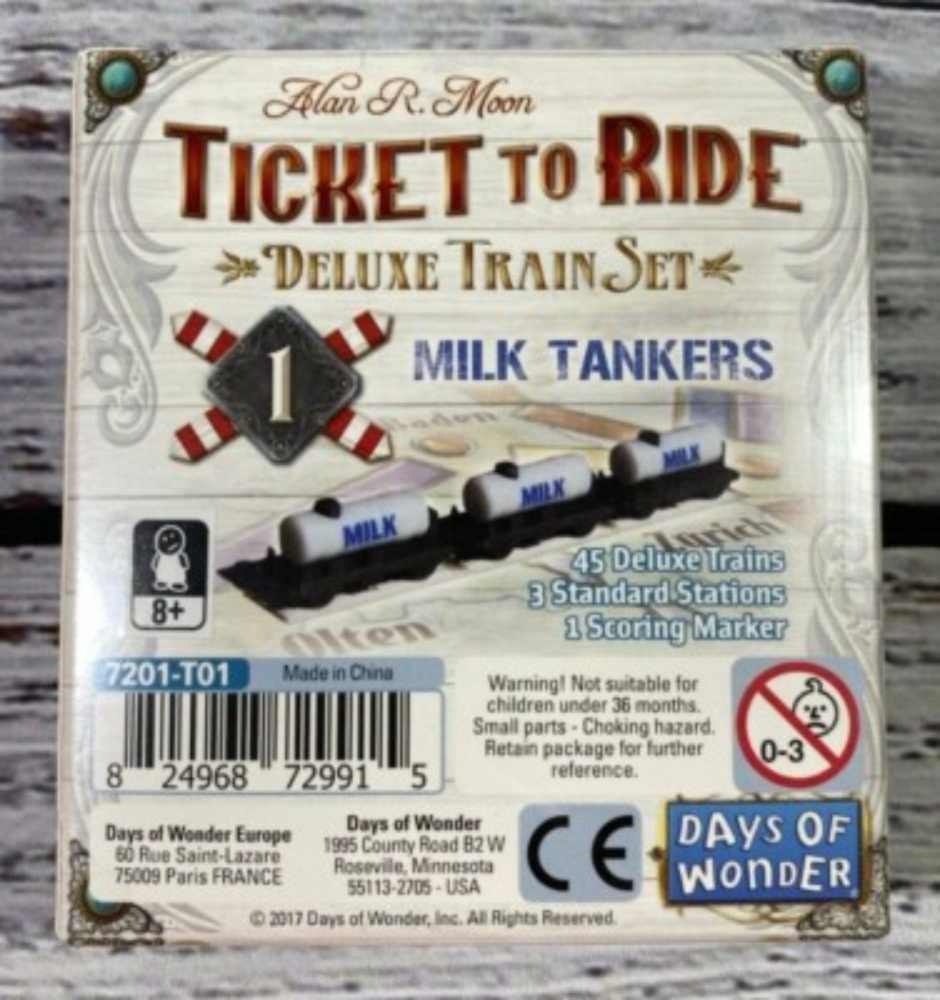 Alan R. Moon
TICKET TO RIDE
DELUXE TRAIN SET
1
MILK TANKERS
Baden
MILK
MILK
MILK
Zurich
45 Deluxe Trains
3 Standard Stations
1 Scoring Marker
8+
Olten
7201-T01
Made in China
8 24968 72991 5
Warning! Not suitable for
children under 36 months.
Small parts - Choking hazard.
Retain package for further
reference.
0-3
Days of Wonder Europe
60 Rue Saint-Lazare
75009 Paris FRANCE
Days of Wonder
1995 County Road B2 W
Roseville, Minnesota
55113-2705 - USA
CE
DAYS OF
WONDER
© 2017 Days of Wonder, Inc. All Rights Reserved.